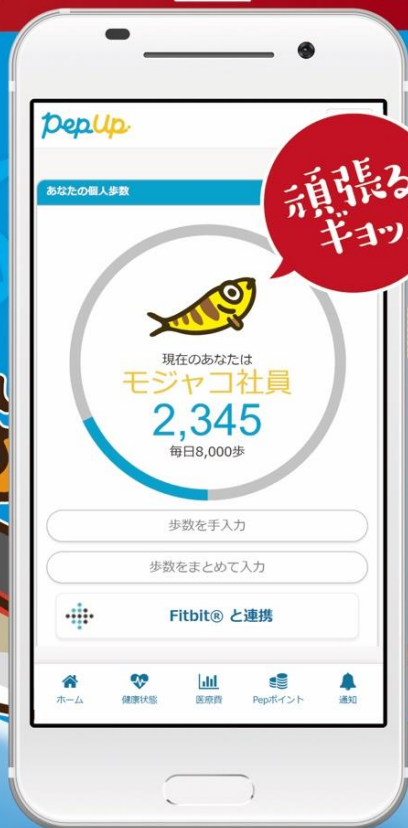 PepUp
頑張る
ギョッ
あなたの個人歩数
現在のあなたは
モジャコ社員
2,345
毎日8,000歩
歩数を手入力
歩数をまとめて入力
Fitbit® と連携
ホーム
健康状態
医療費
Pepポイント
通知